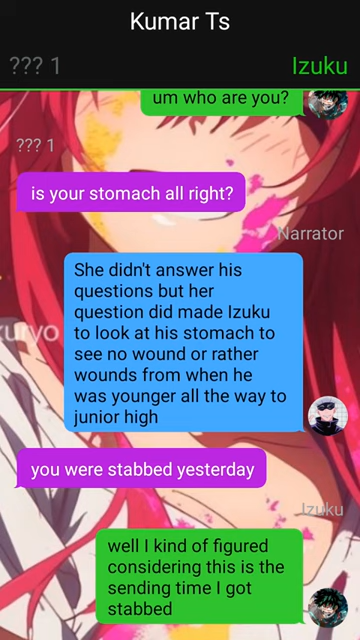 Kumar Ts
??? 1
Izuku
um who are you?
??? 1
is your stomach all right?
Narrator
She didn't answer his
questions but her
question did made Izuku
to look at his stomach to
see no wound or rather
wounds from when he
was younger all the way to
junior high
kuryo
you were stabbed yesterday
Izuku
well I kind of figured
considering this is the
sending time I got
stabbed